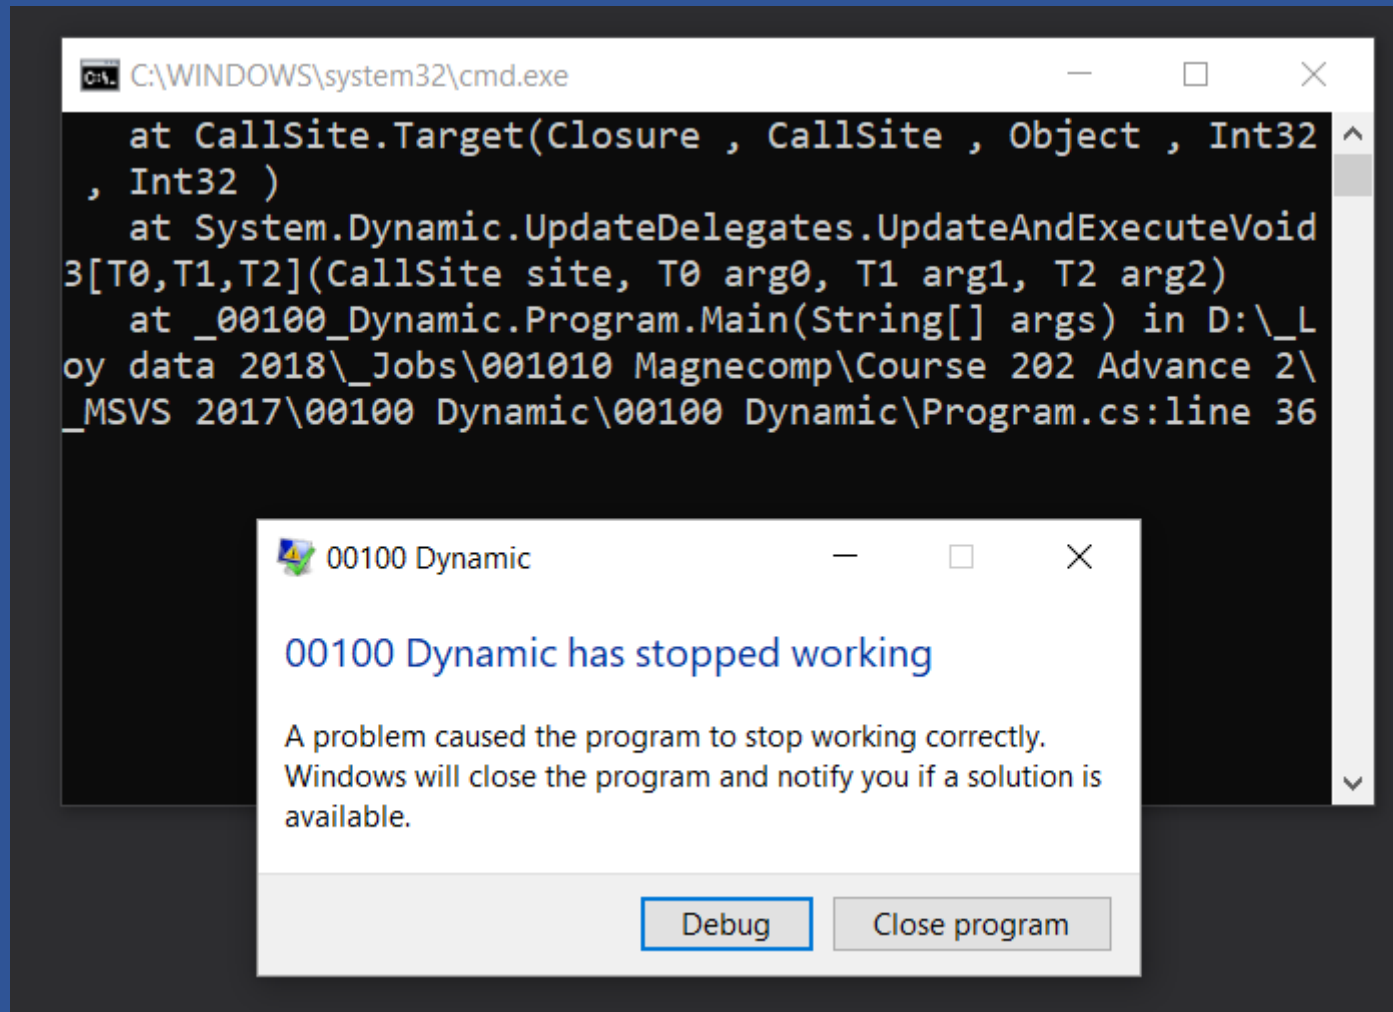 C:\WINDOWS\system32\cmd.exe
at CallSite.Target(Closure , CallSite , Object , Int32
, Int32 )
at System.Dynamic.UpdateDelegates.UpdateAndExecuteVoid
3[T0,T1,T2](CallSite site, T0 arg0, T1 arg1, T2 arg2)
at _00100_Dynamic.Program.Main(String[] args) in D:\_L
oy data 2018\_Jobs\001010 Magnecomp\Course 202 Advance 2\
_MSVS 2017\00100 Dynamic\00100 Dynamic\Program.cs:line 36
00100 Dynamic
00100 Dynamic has stopped working
A problem caused the program to stop working correctly.
Windows will close the program and notify you if a solution is
available.
Debug
Close program